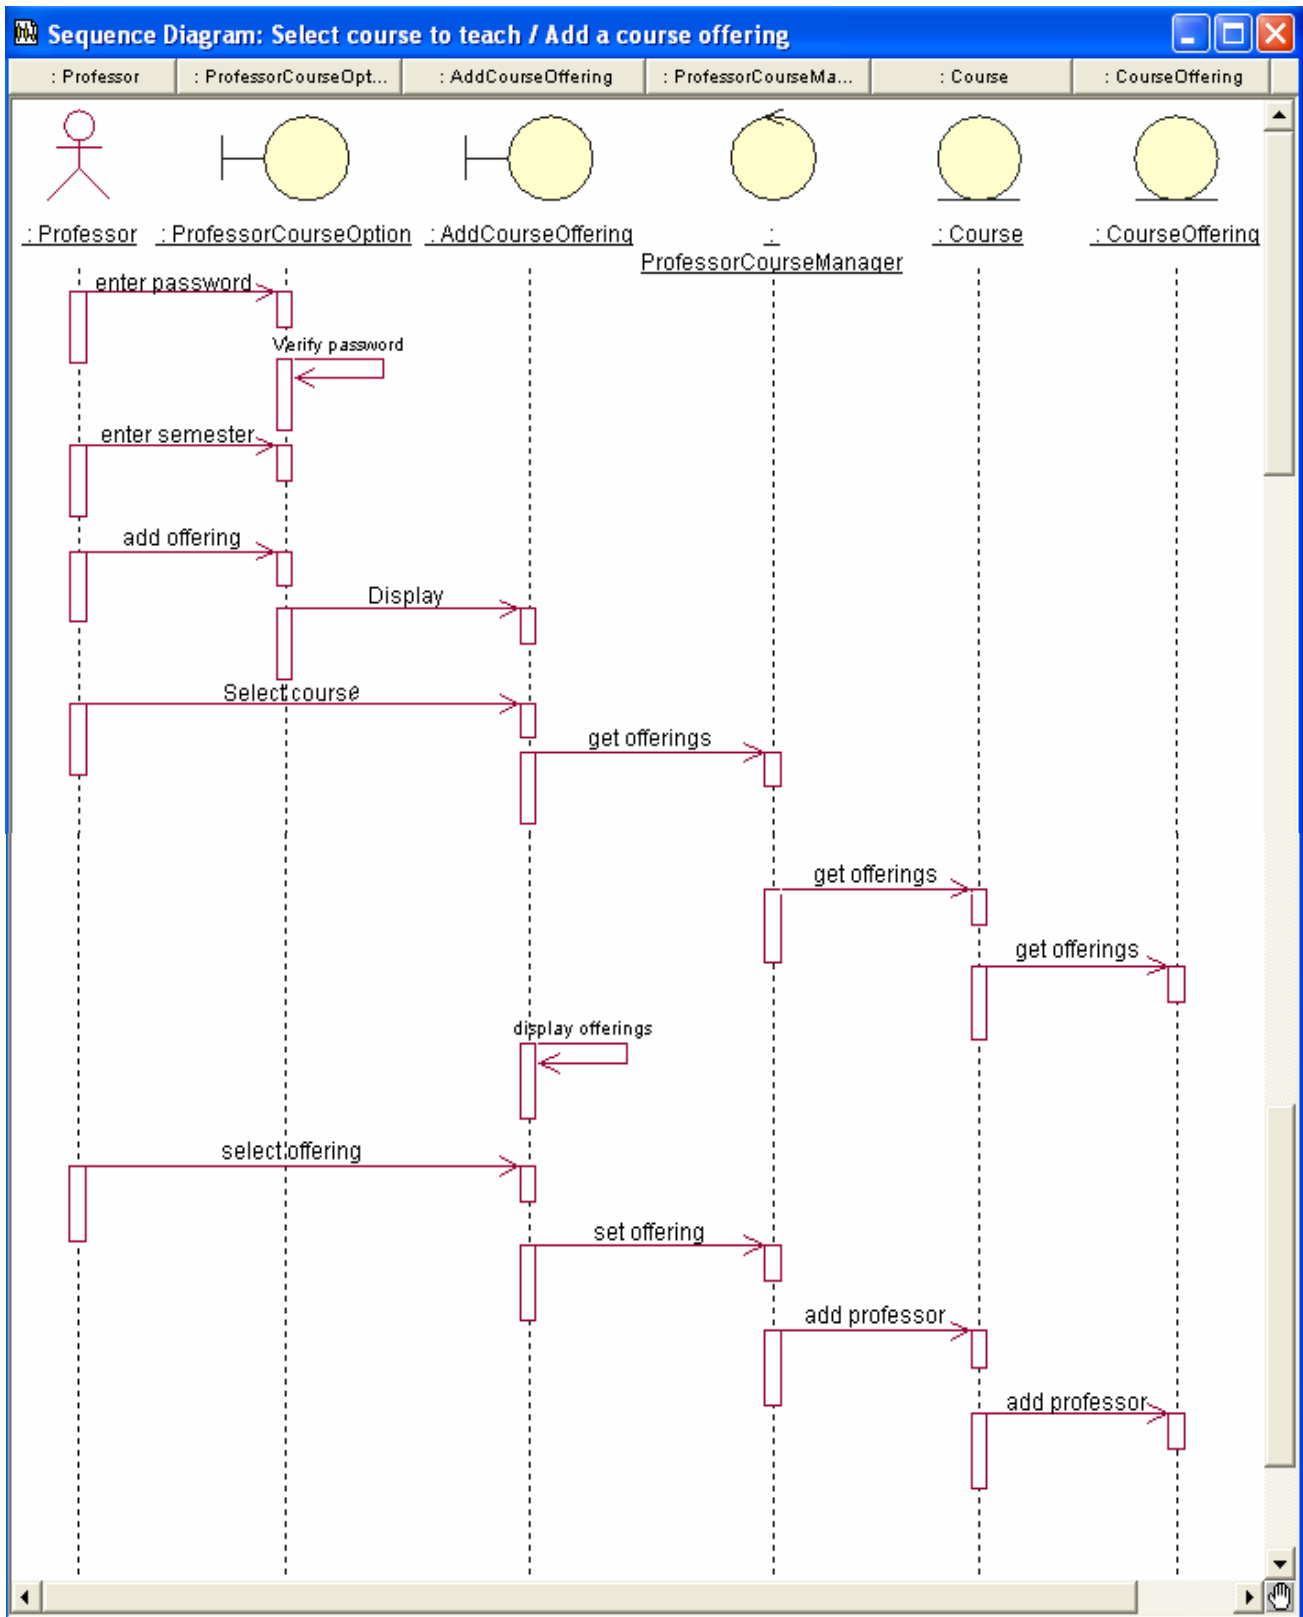 Sequence Diagram: Select course to teach / Add a course offering
: Professor
: ProfessorCourseOpt...
: AddCourseOffering
: ProfessorCourseMa...
: Course
: CourseOffering
: Professor
: ProfessorCourseOption
: AddCourseOffering
:
ProfessorCourseManager
: Course
: CourseOffering
enter password
Verify password
enter semester
add offering
Display
Select course
get offerings
get offerings
get offerings
display offerings
select offering
set offering
add professor
add professor